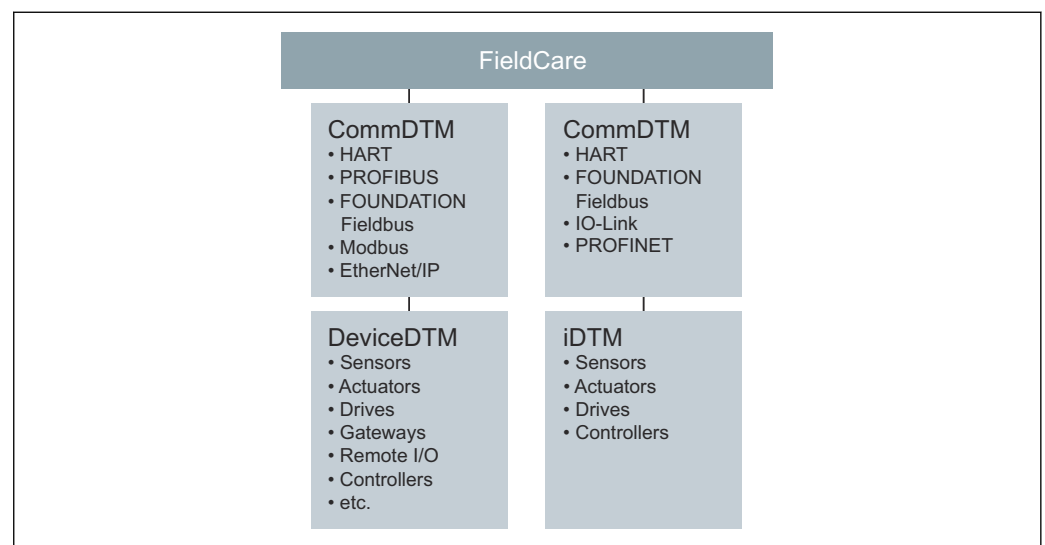 FieldCare
CommDTM
• HART
• PROFIBUS
• FOUNDATION
Fieldbus
• Modbus
• EtherNet/IP
CommDTM
• HART
• FOUNDATION
Fieldbus
• IO-Link
• PROFINET
DeviceDTM
• Sensors
• Actuators
• Drives
• Gateways
• Remote I/O
• Controllers
• etc.
iDTM
• Sensors
• Actuators
• Drives
• Controllers